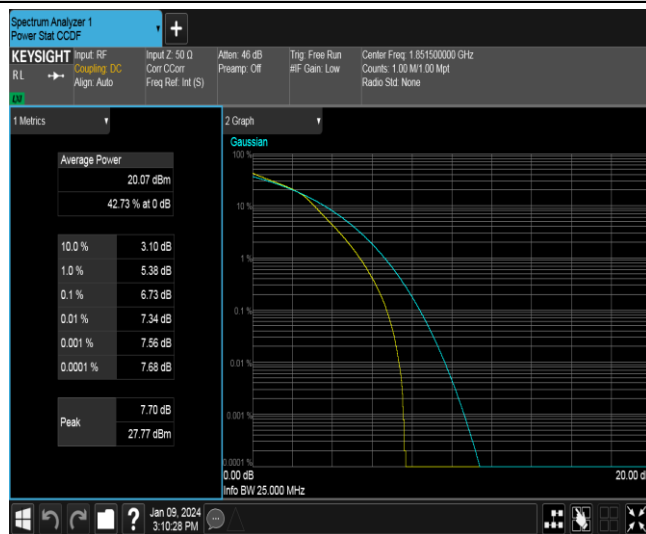 Spectrum Analyzer 1
Power Stat CCDF
+
KEYSIGHT
RL
LXI
Input: RF
Coupling: DC
Align: Auto
Input Z: 50 Ω
Corr CCorr
Freq Ref: Int (S)
Atten: 46 dB
Preamp: Off
Trig: Free Run
#IF Gain: Low
Center Freq: 1.851500000 GHz
Counts: 1.00 M/1.00 Mpt
Radio Std: None
1 Metrics
Average Power
20.07 dBm
42.73 % at 0 dB
10.0 % 3.10 dB
1.0 % 5.38 dB
0.1 % 6.73 dB
0.01 % 7.34 dB
0.001 % 7.56 dB
0.0001 % 7.68 dB
Peak
7.70 dB
27.77 dBm
2 Graph
Gaussian
100 %
10 %
1 %
0.1 %
0.01 %
0.001 %
0.0001 %
0.00 dB
20.00 d
Info BW 25.000 MHz
?
Jan 09, 2024
3:10:28 PM